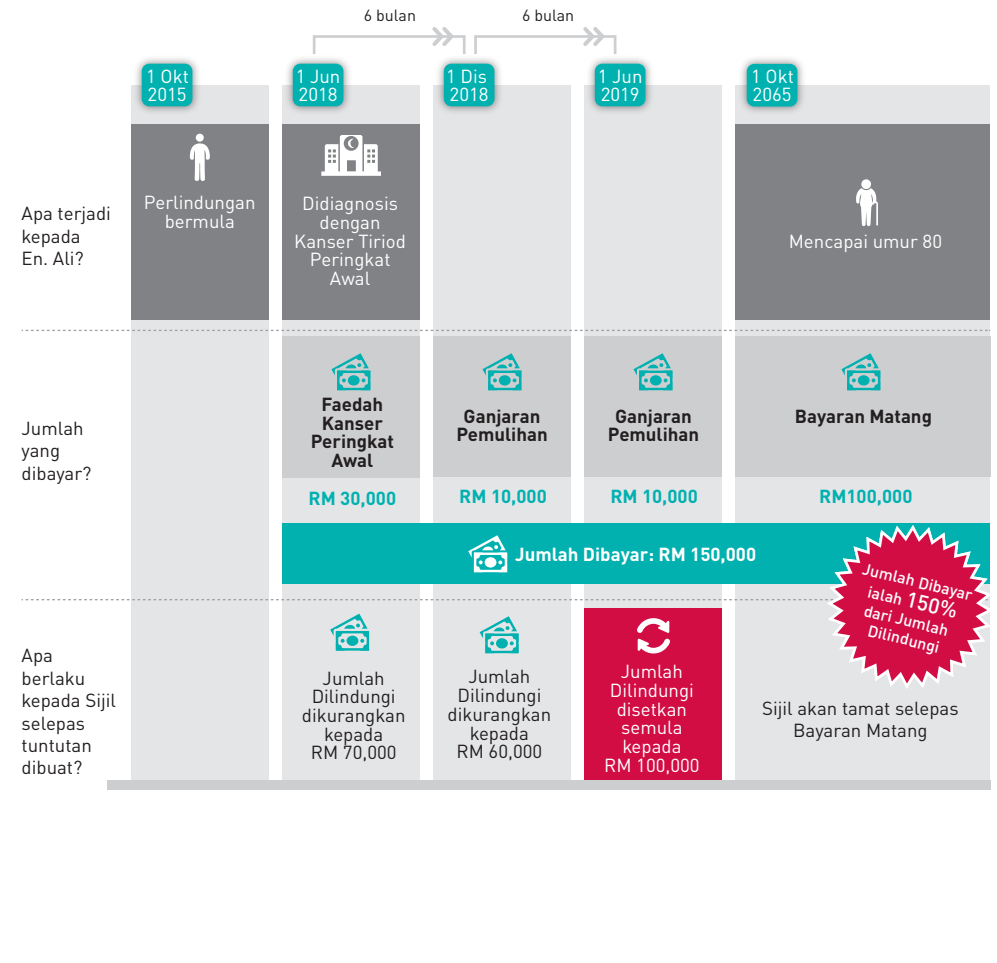 6 bulan
6 bulan
1 Okt
2015
1 Jun
2018
1 Dis
2018
1 Jun
2019
1 Okt
2065
Apa terjadi
kepada
En. Ali?
Perlindungan
bermula
Didiagnosis
dengan
Kanser Tiriod
Peringkat
Awal
Mencapai umur 80
Jumlah
yang
dibayar?
Faedah
Kanser
Peringkat
Awal
RM 30,000
Ganjaran
Pemulihan
RM 10,000
Ganjaran
Pemulihan
RM 10,000
Bayaran Matang
RM100,000
Jumlah Dibayar: RM 150,000
Jumlah Dibayar
ialah 150%
dari Jumlah
Dilindungi
Apa
berlaku
kepada Sijil
selepas
tuntutan
dibuat?
Jumlah
Dilindungi
dikurangkan
kepada
RM 70,000
Jumlah
Dilindungi
dikurangkan
kepada
RM 60,000
Jumlah
Dilindungi
disetkan
semula
kepada
RM 100,000
Sijil akan tamat selepas
Bayaran Matang